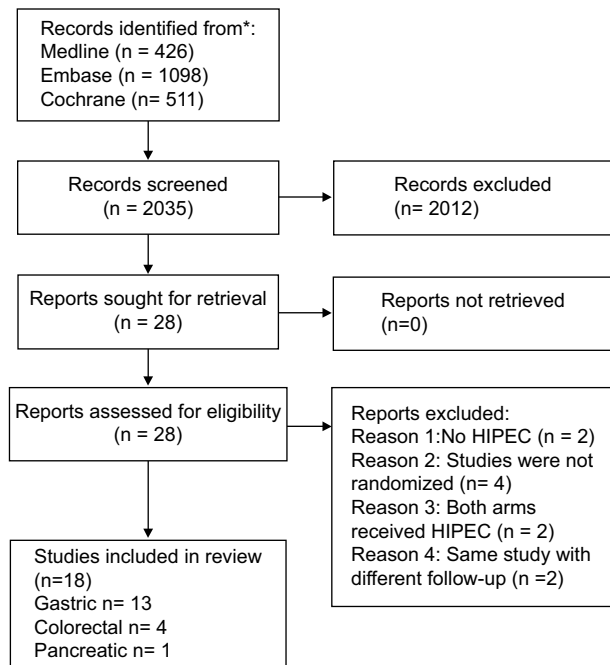 Records identified from*:
Medline (n = 426)
Embase (n = 1098)
Cochrane (n= 511)
Records screened
(n = 2035)
Records excluded
(n= 2012)
Reports sought for retrieval
(n = 28)
Reports not retrieved
(n=0)
Reports assessed for eligibility
(n = 28)
Reports excluded:
Reason 1:No HIPEC (n = 2)
Reason 2: Studies were not
randomized (n= 4)
Reason 3: Both arms
received HIPEC (n = 2)
Reason 4: Same study with
different follow-up (n =2)
Studies included in review
(n=18)
Gastric n= 13
Colorectal n= 4
Pancreatic n= 1